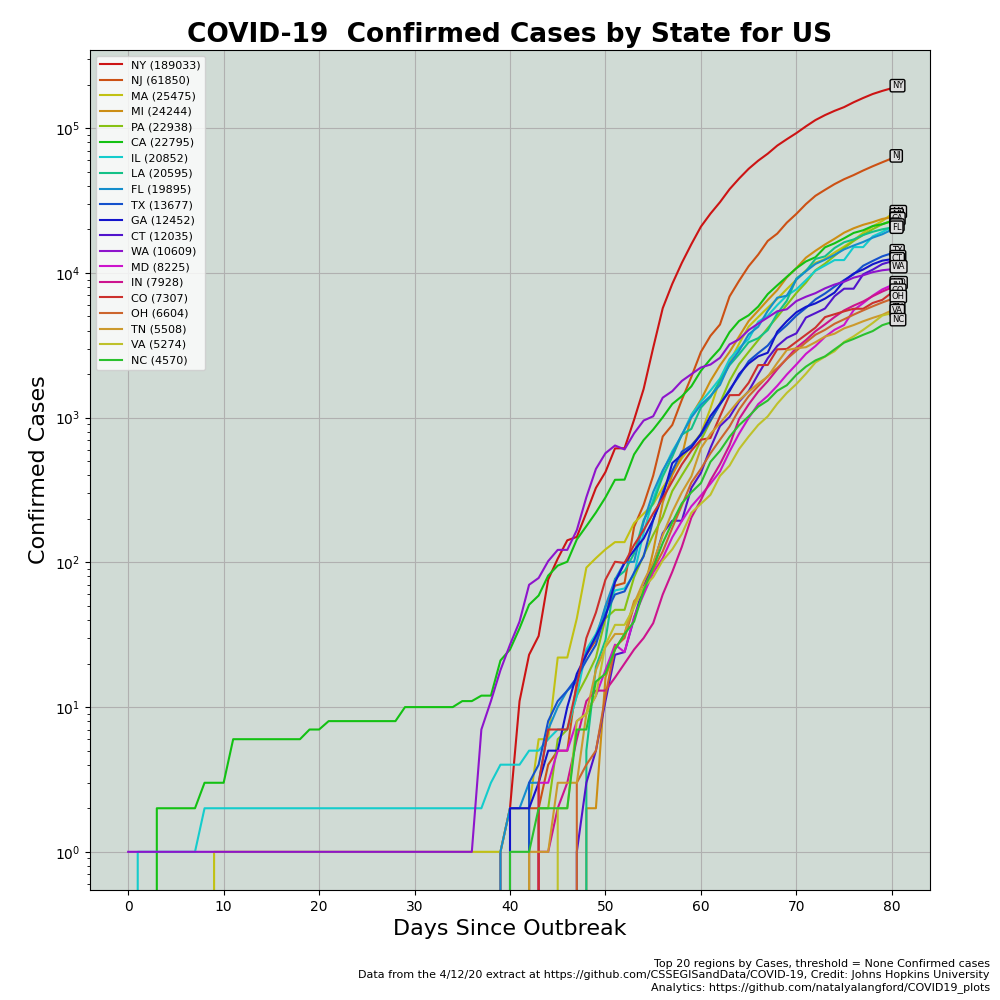 COVID-19  Confirmed Cases by State for US
NY (189033)
NJ (61850)
MA (25475)
MI (24244)
PA (22938)
CA (22795)
IL (20852)
LA (20595)
FL (19895)
TX (13677)
GA (12452)
CT (12035)
WA (10609)
MD (8225)
IN (7928)
CO (7307)
OH (6604)
TN (5508)
VA (5274)
NC (4570)
NY
NJ
FL
TX
CT
WA
OH
VA
NC
10^5
10^4
10^3
10^2
10^1
10^0
Confirmed Cases
0 10 20 30 40 50 60 70 80
Days Since Outbreak
Top 20 regions by Cases, threshold = None Confirmed cases
Data from the 4/12/20 extract at https://github.com/CSSEGISandData/COVID-19, Credit: Johns Hopkins University
Analytics: https://github.com/natalyalangford/COVID19_plots